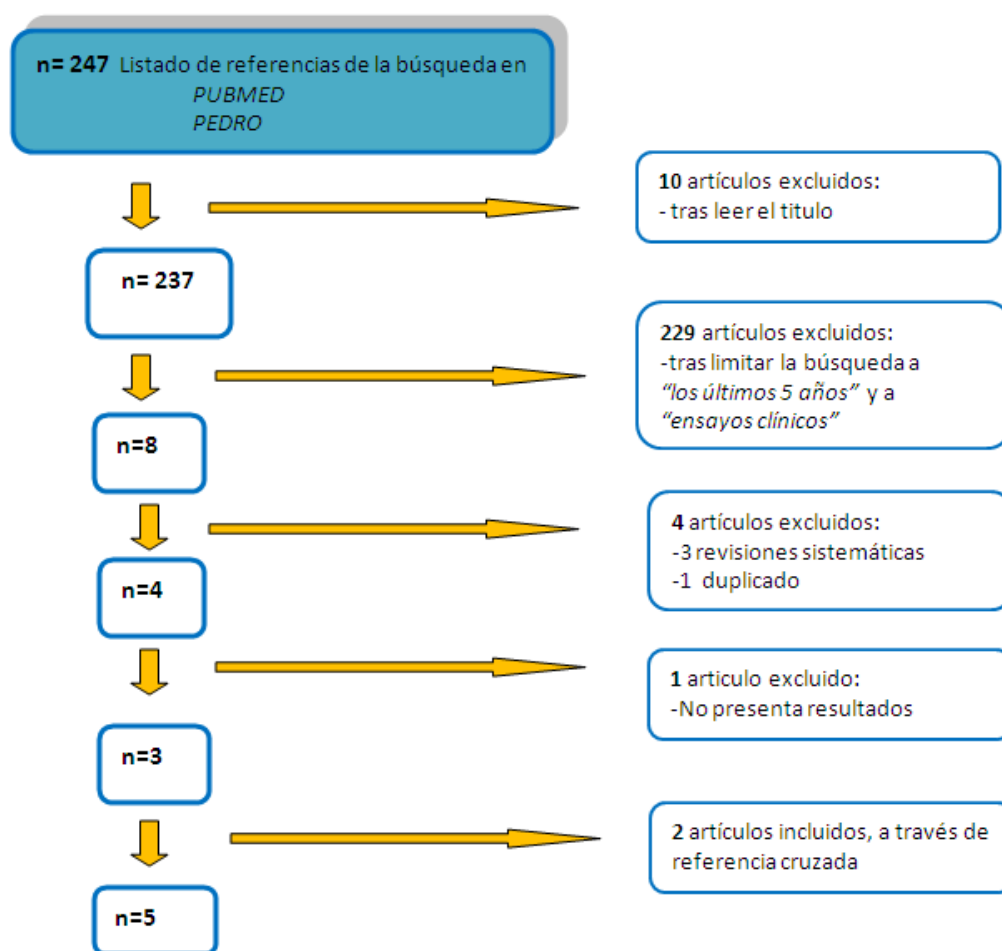 n= 247 Listado de referencias de la búsqueda en
PUBMED
PEDRO
10 artículos excluidos:
- tras leer el titulo
n= 237
229 artículos excluidos:
-tras limitar la búsqueda a
“los últimos 5 años” y a
“ensayos clínicos”
n=8
4 artículos excluidos:
-3 revisiones sistemáticas
-1 duplicado
n=4
1 articulo excluido:
-No presenta resultados
n=3
2 artículos incluidos, a través de
referencia cruzada
n=5